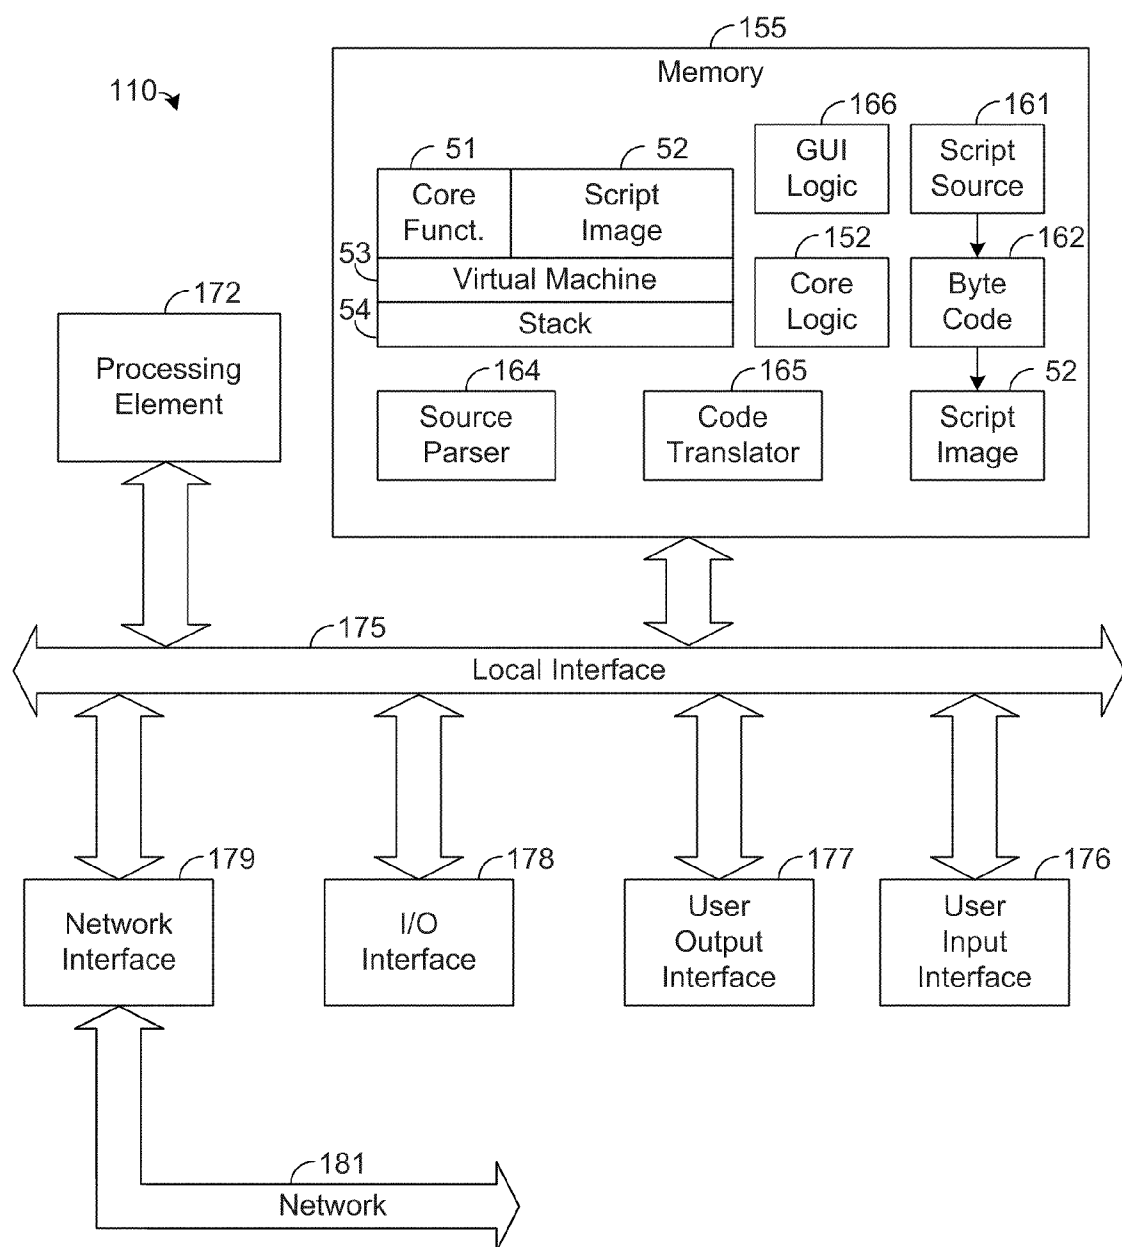 155
Memory
110
166
161
GUI
Logic
Script
Source
51
52
Core
Funct.
Script
Image
53
Virtual Machine
54
Stack
152
Core
Logic
162
Byte
Code
172
Processing
Element
164
Source
Parser
165
Code
Translator
52
Script
Image
175
Local Interface
179
Network
Interface
178
I/O
Interface
177
User
Output
Interface
176
User
Input
Interface
181
Network